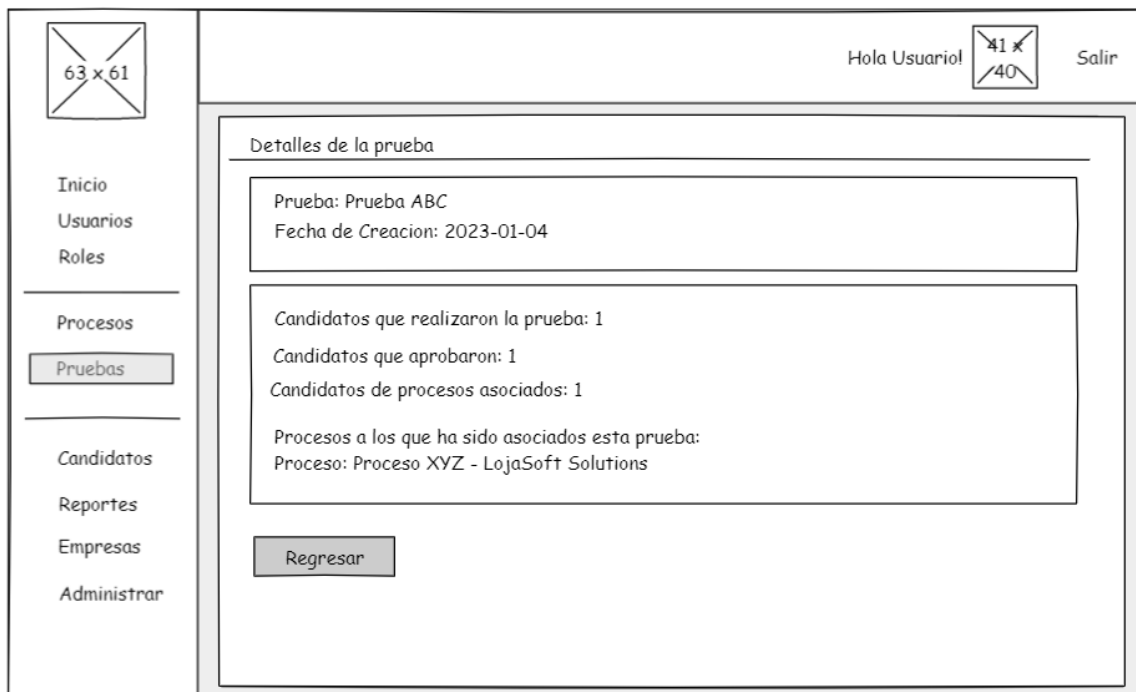 63 x 61
Hola Usuario!
41 x
40
Salir
Inicio
Usuarios
Roles
Procesos
Pruebas
Candidatos
Reportes
Empresas
Administrar
Detalles de la prueba
Prueba: Prueba ABC
Fecha de Creacion: 2023-01-04
Candidatos que realizaron la prueba: 1
Candidatos que aprobaron: 1
Candidatos de procesos asociados: 1
Procesos a los que ha sido asociados esta prueba:
Proceso: Proceso XYZ - LojaSoft Solutions
Regresar